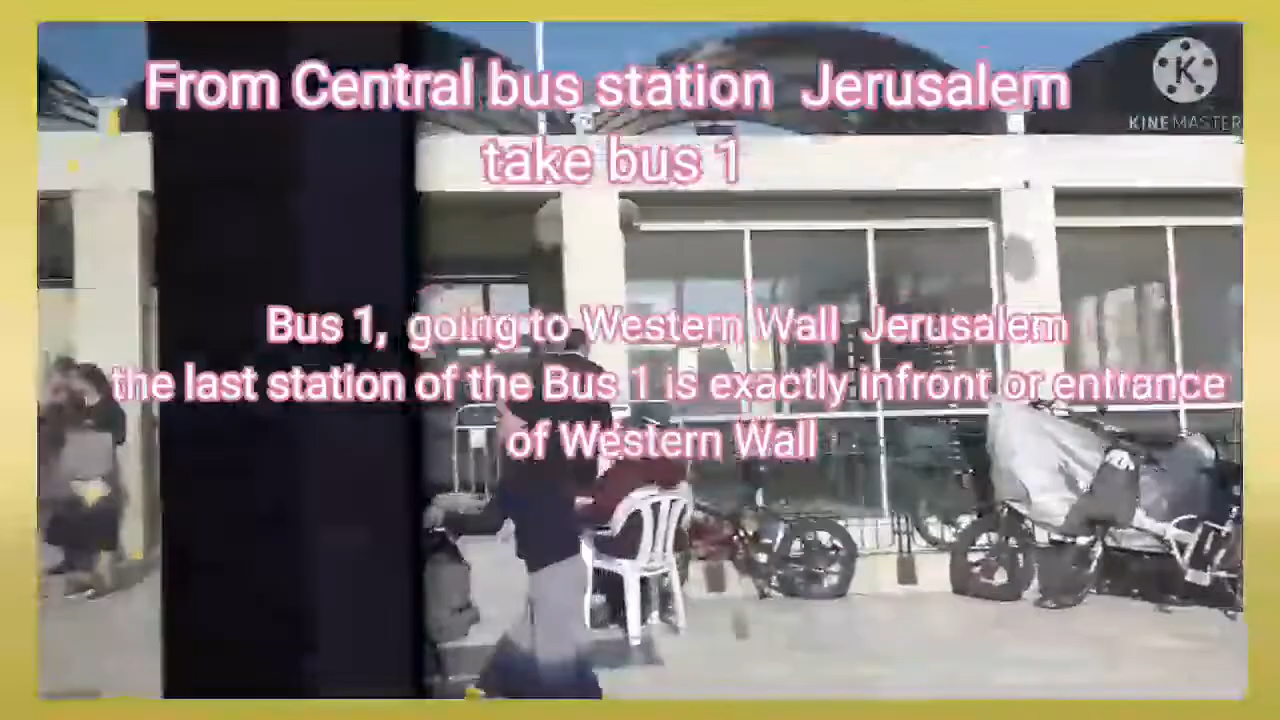 From Central bus station Jerusalem
take bus 1
Bus 1, going to Western Wall Jerusalem
the last station of the Bus 1 is exactly infront or entrance
of Western Wall
K
KINEMASTER